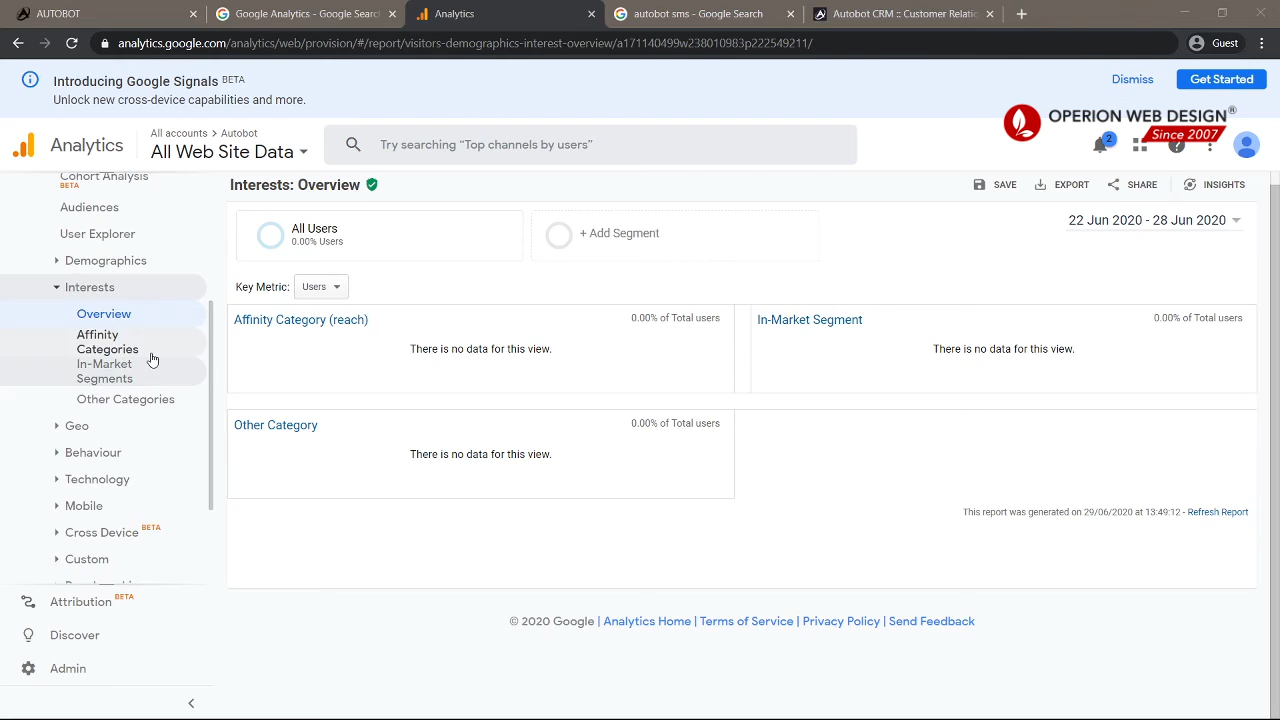 AUTOBOT
Google Analytics - Google Search
Analytics
autobot sms - Google Search
Autobot CRM :: Customer Relatio
analytics.google.com/analytics/web/provision/#/report/visitors-demographics-interest-overview/a171140499w238010983p222549211/
Guest
Introducing Google Signals BETA
Unlock new cross-device capabilities and more.
Dismiss
Get Started
Analytics
All accounts > Autobot
All Web Site Data
Try searching “Top channels by users”
OPERION WEB DESIGN®
Since 2007
2
Cohort Analysis
BETA
Audiences
User Explorer
Demographics
Interests
Overview
Affinity
Categories
In-Market
Segments
Other Categories
Geo
Behaviour
Technology
Mobile
Cross Device BETA
Custom
Attribution BETA
Discover
Admin
Interests: Overview
SAVE
EXPORT
SHARE
INSIGHTS
All Users
0.00% Users
+ Add Segment
22 Jun 2020 - 28 Jun 2020
Key Metric: Users
Affinity Category (reach)
0.00% of Total users
There is no data for this view.
In-Market Segment
0.00% of Total users
There is no data for this view.
Other Category
0.00% of Total users
There is no data for this view.
This report was generated on 29/06/2020 at 13:49:12 - Refresh Report
© 2020 Google | Analytics Home | Terms of Service | Privacy Policy | Send Feedback